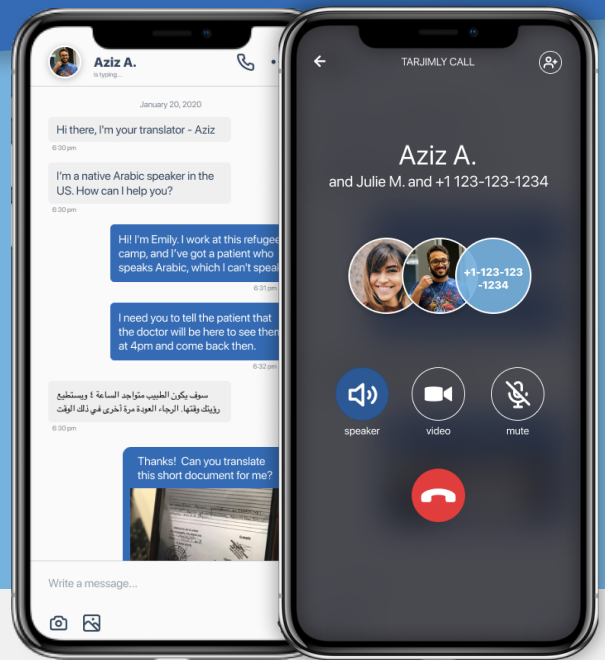 Aziz A.
is typing...
January 20, 2020
Hi there, I'm your translator - Aziz
6:30 pm
I'm a native Arabic speaker in the
US. How can I help you?
6:30 pm
Hi! I'm Emily. I work at this refugee
camp, and I've got a patient who
speaks Arabic, which I can't speak
6:31 pm
I need you to tell the patient that
the doctor will be here to see them
at 4pm and come back then.
6:32 pm
سوف يكون الطبيب متواجد الساعة ٤ ويستطيع
رؤيتك وقتها. الرجاء العودة مرة أخرى في ذلك الوقت
6:30 pm
Thanks! Can you translate
this short document for me?
Write a message...
TARJIMLY CALL
Aziz A.
and Julie M. and +1 123-123-1234
+1-123-123
-1234
speaker
video
mute